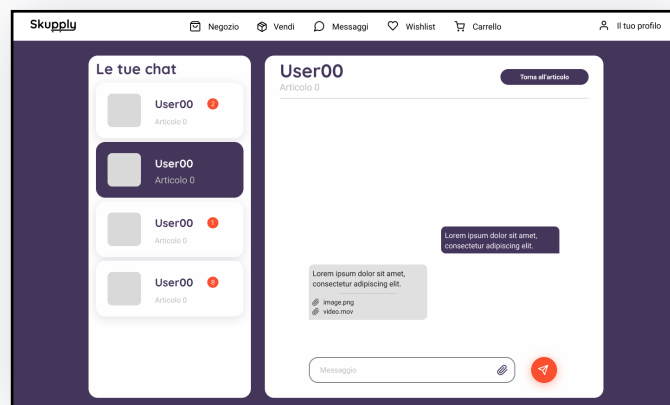 Skupply
Negozio
Vendi
Messaggi
Wishlist
Carrello
Il tuo profilo
Le tue chat
User00
2
Articolo 0
User00
Articolo 0
User00
1
Articolo 0
User00
8
Articolo 0
User00
Articolo 0
Torna all'articolo
Lorem ipsum dolor sit amet,
consectetur adipiscing elit.
Lorem ipsum dolor sit amet,
consectetur adipiscing elit.
image.png
video.mov
Messaggio